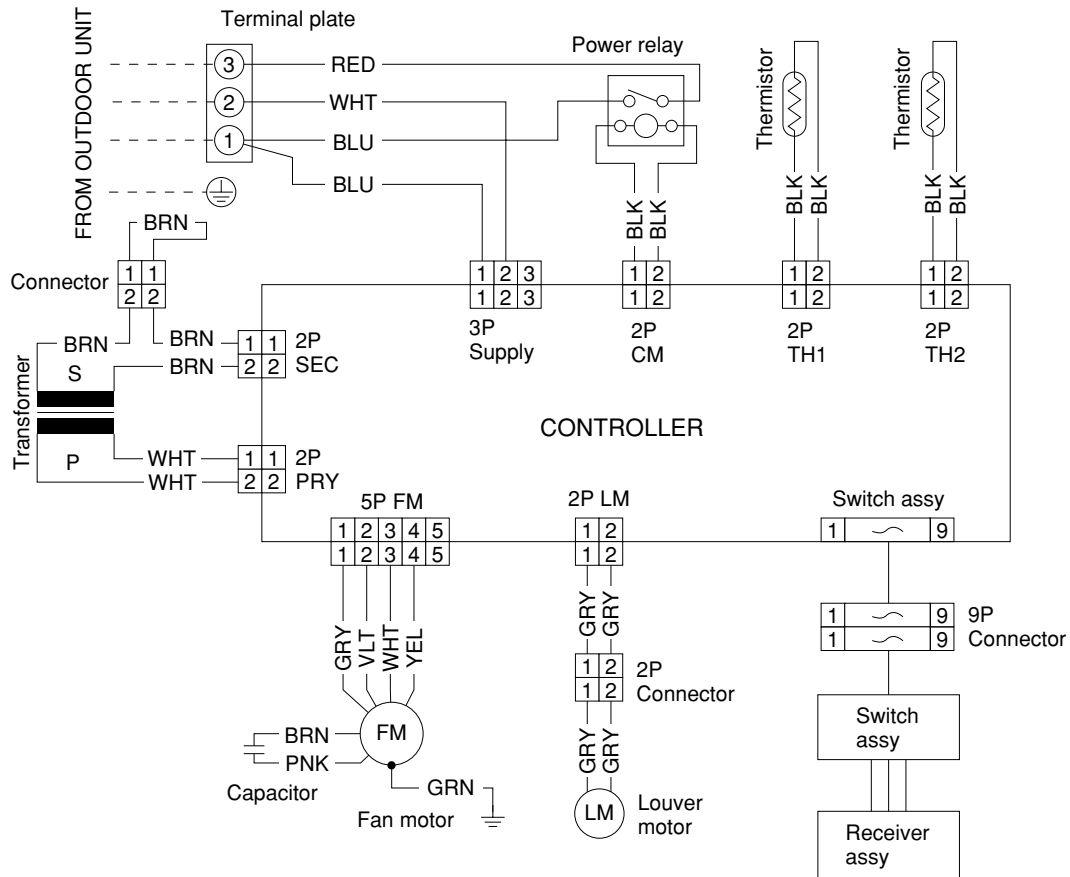 Terminal plate
FROM OUTDOOR UNIT
3
RED
2
WHT
1
BLU
BLU
Power relay
BLK
BLK
Thermistor
BLK
BLK
Thermistor
BLK
BLK
BRN
Connector
1 1
2 2
1 2 3
1 2 3
3P
Supply
1 2
1 2
2P
CM
1 2
1 2
2P
TH1
1 2
1 2
2P
TH2
BRN
BRN
BRN
1 1
2 2
2P
SEC
S
Transformer
P
WHT
WHT
1 1
2 2
2P
PRY
CONTROLLER
5P FM
1 2 3 4 5
1 2 3 4 5
GRY
VLT
WHT
YEL
FM
BRN
PNK
Capacitor
GRN
Fan motor
2P LM
1 2
1 2
GRY
GRY
1 2
1 2
2P
Connector
GRY
GRY
LM
Louver
motor
Switch assy
1 9
1 9
1 9
9P
Connector
Switch
assy
Receiver
assy